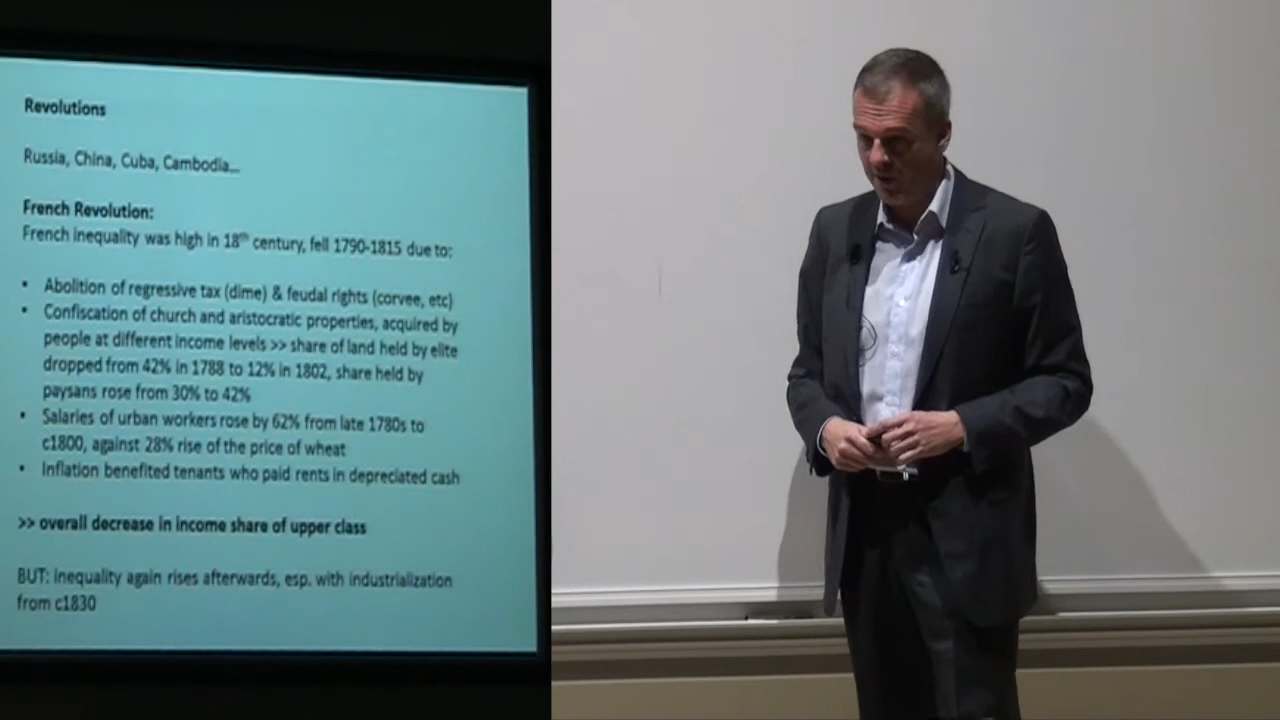 Revolutions
Russia, China, Cuba, Cambodia...
French Revolution:
French inequality was high in 18th century, fell 1790-1815 due to:
• Abolition of regressive tax (dime) & feudal rights (corvee, etc)
• Confiscation of church and aristocratic properties, acquired by
people at different income levels >> share of land held by elite
dropped from 42% in 1788 to 12% in 1802, share held by
paysans rose from 30% to 42%
• Salaries of urban workers rose by 62% from late 1780s to
c1800, against 28% rise of the price of wheat
• Inflation benefited tenants who paid rents in depreciated cash
>> overall decrease in income share of upper class
BUT: inequality again rises afterwards, esp. with industrialization
from c1830